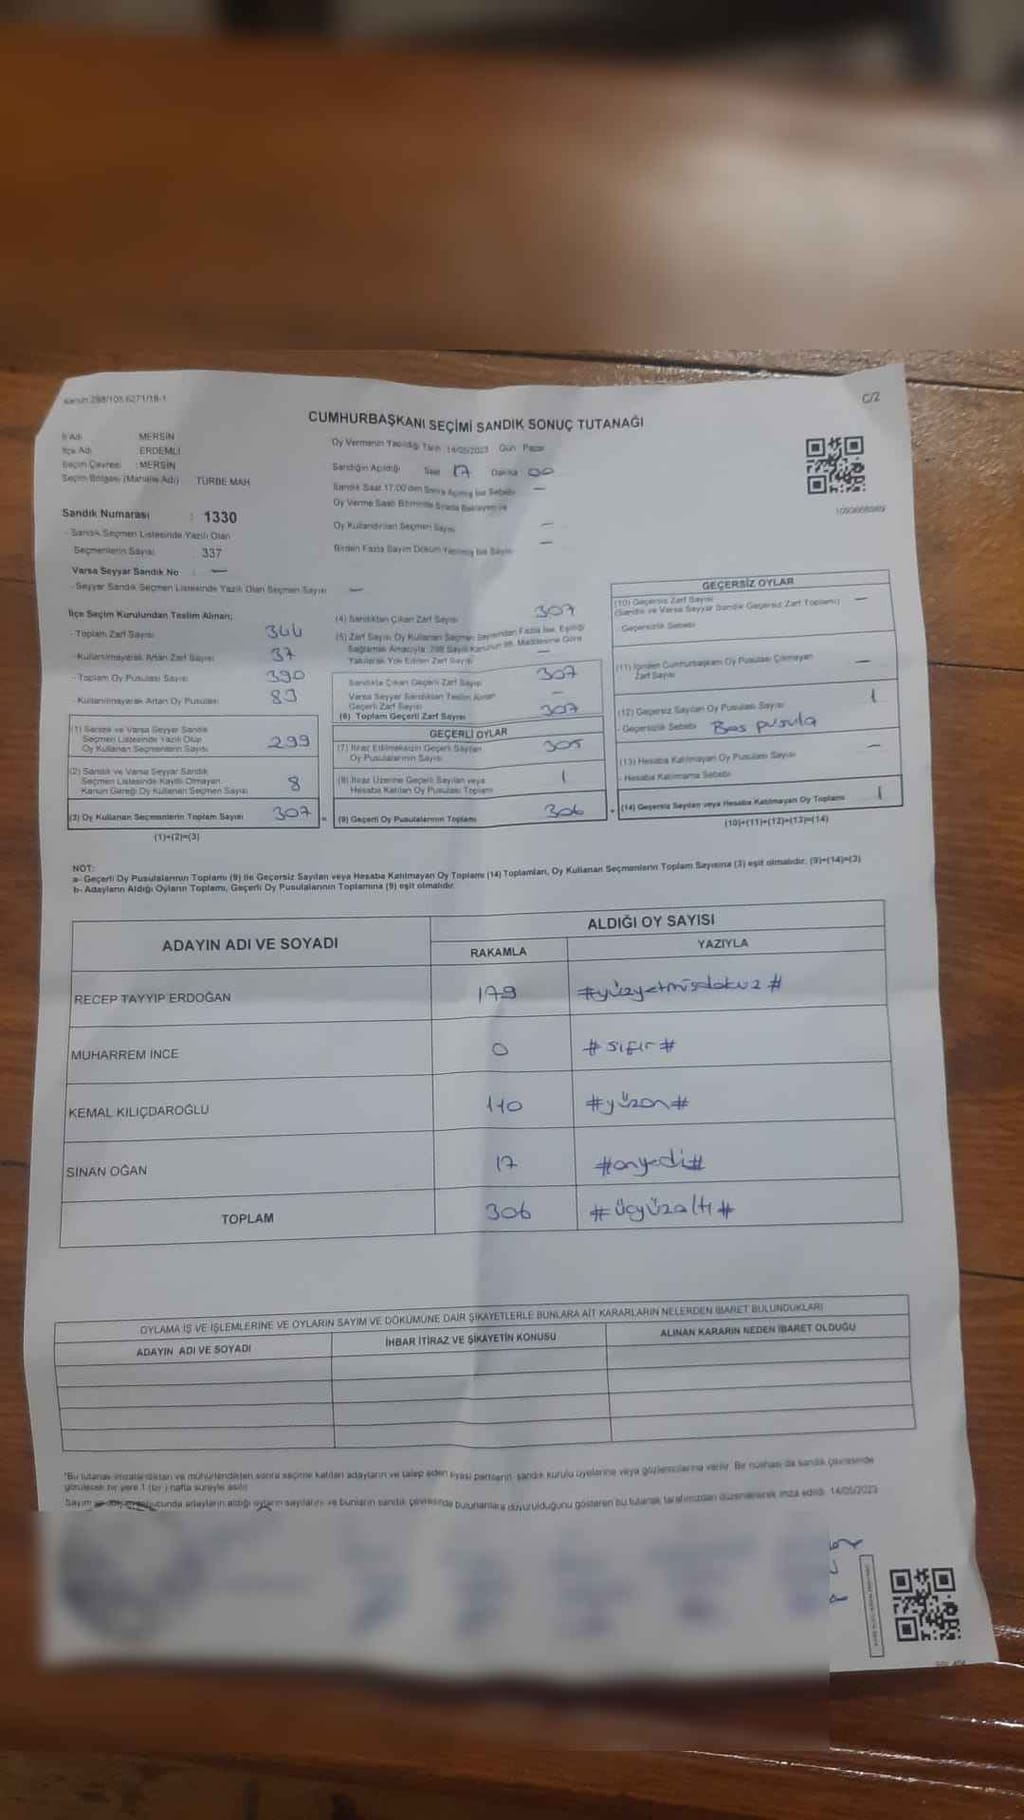 Kanun 298/105 6271/18-1
C/2
CUMHURBAŞKANI SEÇİMİ SANDIK SONUÇ TUTANAĞI
İl Adı MERSİN
İlçe Adı ERDEMLİ
Seçim Çevresi : MERSİN
Seçim Bölgesi (Mahalle Adı) TÜRBE MAH
Sandık Numarası : 1330
- Sandık Seçmen Listesinde Yazılı Olan
Seçmenlerin Sayısı 337
Varsa Seyyar Sandık No : —
- Seyyar Sandık Seçmen Listesinde Yazılı Olan Seçmen Sayısı —
Oy Vermenin Yapıldığı Tarih 14/05/2023 Gün Pazar
Sandığın Açıldığı Saat 17 Dakika 00
Sandık Saat 17.00'den Sonra Açılmış ise Sebebi —
Oy Verme Saati Bitiminde Sırada Bekleyen ve
Oy Kullandırılan Seçmen Sayısı —
Birden Fazla Sayım Döküm Yapılmış ise Sayısı —
İlçe Seçim Kurulundan Teslim Alınan;
- Toplam Zarf Sayısı 344
- Kullanılmayarak Artan Zarf Sayısı 37
- Toplam Oy Pusulası Sayısı 390
- Kullanılmayarak Artan Oy Pusulası 83
(1) Sandık ve Varsa Seyyar Sandık
Seçmen Listesinde Yazılı Olup
Oy Kullanan Seçmenlerin Sayısı 299
(2) Sandık ve Varsa Seyyar Sandık
Seçmen Listesinde Kayıtlı Olmayan
Kanun Gereği Oy Kullanan Seçmen Sayısı 8
(3) Oy Kullanan Seçmenlerin Toplam Sayısı 307
(1)+(2)=(3)
(4) Sandıktan Çıkan Zarf Sayısı 307
(5) Zarf Sayısı Oy Kullanan Seçmen Sayısından Fazla İse, Eşitliği
Sağlamak Amacıyla 298 Sayılı Kanunun 98. Maddesine Göre
Yakılarak Yok Edilen Zarf Sayısı —
Sandıkta Çıkan Geçerli Zarf Sayısı 307
Varsa Seyyar Sandıktan Teslim Alınan
Geçerli Zarf Sayısı —
(6) Toplam Geçerli Zarf Sayısı 307
GEÇERLİ OYLAR
(7) İtiraz Edilmeksizin Geçerli Sayılan
Oy Pusulalarının Sayısı 305
(8) İtiraz Üzerine Geçerli Sayılan veya
Hesaba Katılan Oy Pusulası Toplamı 1
(9) Geçerli Oy Pusulalarının Toplamı 306
GEÇERSİZ OYLAR
(10) Geçersiz Zarf Sayısı —
(Sandık ve Varsa Seyyar Sandık Geçersiz Zarf Toplamı)
- Geçersizlik Sebebi
(11) İçinden Cumhurbaşkanı Oy Pusulası Çıkmayan
Zarf Sayısı —
(12) Geçersiz Sayılan Oy Pusulası Sayısı 1
- Geçersizlik Sebebi Boş pusula
(13) Hesaba Katılmayan Oy Pusulası Sayısı —
- Hesaba Katılmama Sebebi
(14) Geçersiz Sayılan veya Hesaba Katılmayan Oy Toplamı 1
(10)+(11)+(12)+(13)=(14)
NOT:
a- Geçerli Oy Pusulalarının Toplamı (9) ile Geçersiz Sayılan veya Hesaba Katılmayan Oy Toplamı (14) Toplamları, Oy Kullanan Seçmenlerin Toplam Sayısına (3) eşit olmalıdır. (9)+(14)=(3)
b- Adayların Aldığı Oyların Toplamı, Geçerli Oy Pusulalarının Toplamına (9) eşit olmalıdır.
ADAYIN ADI VE SOYADI ALDIĞI OY SAYISI
RAKAMLA YAZIYLA
RECEP TAYYİP ERDOĞAN 179 #yüzyetmişdokuz#
MUHARREM İNCE 0 #sıfır#
KEMAL KILIÇDAROĞLU 110 #yüzon#
SİNAN OĞAN 17 #onyedi#
TOPLAM 306 #üçyüzaltı#
OYLAMA İŞ VE İŞLEMLERİNE VE OYLARIN SAYIM VE DÖKÜMÜNE DAİR ŞİKAYETLERLE BUNLARA AİT KARARLARIN NELERDEN İBARET BULUNDUKLARI
ADAYIN ADI VE SOYADI İHBAR İTİRAZ VE ŞİKAYETİN KONUSU ALINAN KARARIN NEDEN İBARET OLDUĞU
"Bu tutanak imzalandıktan ve mühürlendikten sonra seçime katılan adayların ve talep eden siyasi partilerin sandık kurulu üyelerine veya gözlemcilerine verilir. Bir nüshası da sandık çevresinde
görülecek bir yere 1 (bir) hafta süreyle asılır.
Sayım ve döküm sonucunda adayların aldığı oyların sayılarını ve bunların sandık çevresinde bulunanlara duyurulduğunu gösteren bu tutanak tarafımızdan düzenlenerek imza edildi. 14/05/2023